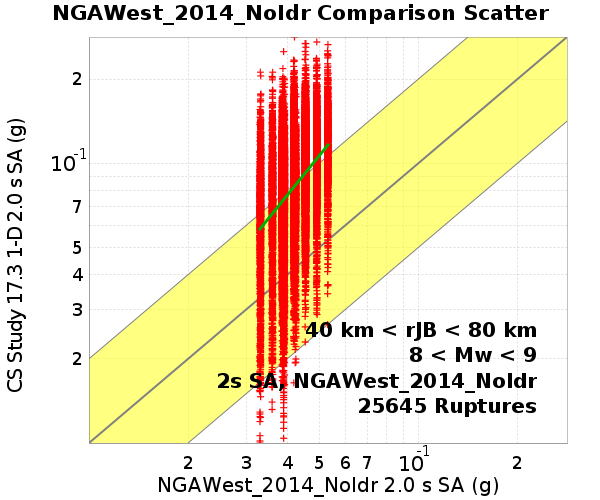 NGAWest_2014_NoIdr Comparison Scatter
CS Study 17.3 1-D 2.0 s SA (g)
2
10-1
7
5
4
3
2
40 km < rJB < 80 km
8 < Mw < 9
2s SA, NGAWest_2014_NoIdr
25645 Ruptures
2 3 4 5 6 7 10-1 2
NGAWest_2014_NoIdr 2.0 s SA (g)